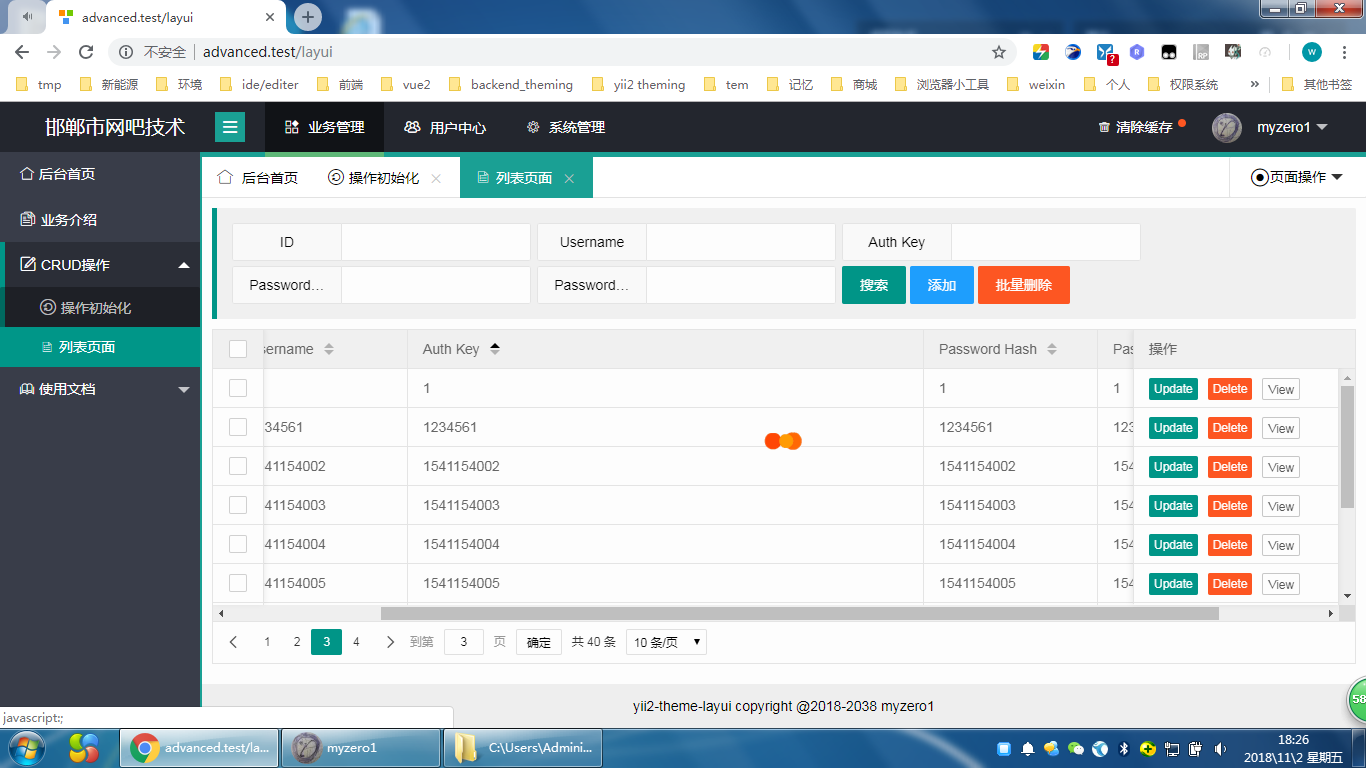 advanced.test/layui
不安全 advanced.test/layui
tmp 新能源 环境 ide/editer 前端 vue2 backend_theming yii2 theming tem 记忆 商城 浏览器小工具 weixin 个人 权限系统 » 其他书签
邯郸市网吧技术 业务管理 用户中心 系统管理 清除缓存 myzero1
后台首页
业务介绍
CRUD操作
操作初始化
列表页面
使用文档
后台首页 操作初始化 列表页面 页面操作
ID Username Auth Key
Password... Password... 搜索 添加 批量删除
sername Auth Key Password Hash Pas 操作
1 1 1 Update Delete View
34561 1234561 1234561 123 Update Delete View
41154002 1541154002 1541154002 154 Update Delete View
41154003 1541154003 1541154003 154 Update Delete View
41154004 1541154004 1541154004 154 Update Delete View
41154005 1541154005 1541154005 154 Update Delete View
1 2 3 4 到第 3 页 确定 共 40 条 10 条/页
yii2-theme-layui copyright @2018-2038 myzero1
58
javascript:;
advanced.test/la... myzero1 C:\Users\Admini...
18:26
2018\11\2 星期五